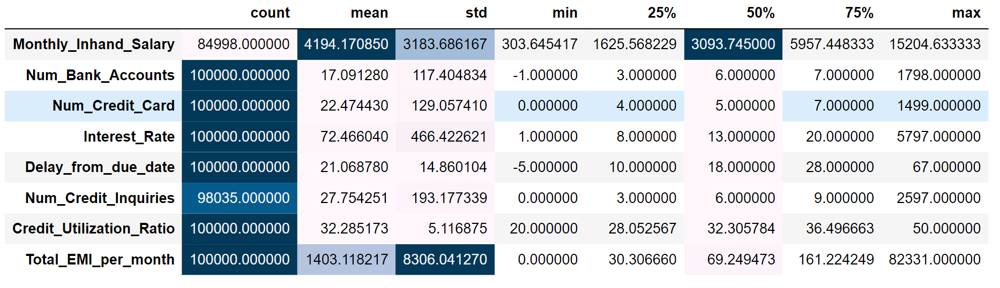 count mean std min 25% 50% 75% max
Monthly_Inhand_Salary 84998.000000 4194.170850 3183.686167 303.645417 1625.568229 3093.745000 5957.448333 15204.633333
Num_Bank_Accounts 100000.000000 17.091280 117.404834 -1.000000 3.000000 6.000000 7.000000 1798.000000
Num_Credit_Card 100000.000000 22.474430 129.057410 0.000000 4.000000 5.000000 7.000000 1499.000000
Interest_Rate 100000.000000 72.466040 466.422621 1.000000 8.000000 13.000000 20.000000 5797.000000
Delay_from_due_date 100000.000000 21.068780 14.860104 -5.000000 10.000000 18.000000 28.000000 67.000000
Num_Credit_Inquiries 98035.000000 27.754251 193.177339 0.000000 3.000000 6.000000 9.000000 2597.000000
Credit_Utilization_Ratio 100000.000000 32.285173 5.116875 20.000000 28.052567 32.305784 36.496663 50.000000
Total_EMI_per_month 100000.000000 1403.118217 8306.041270 0.000000 30.306660 69.249473 161.224249 82331.000000